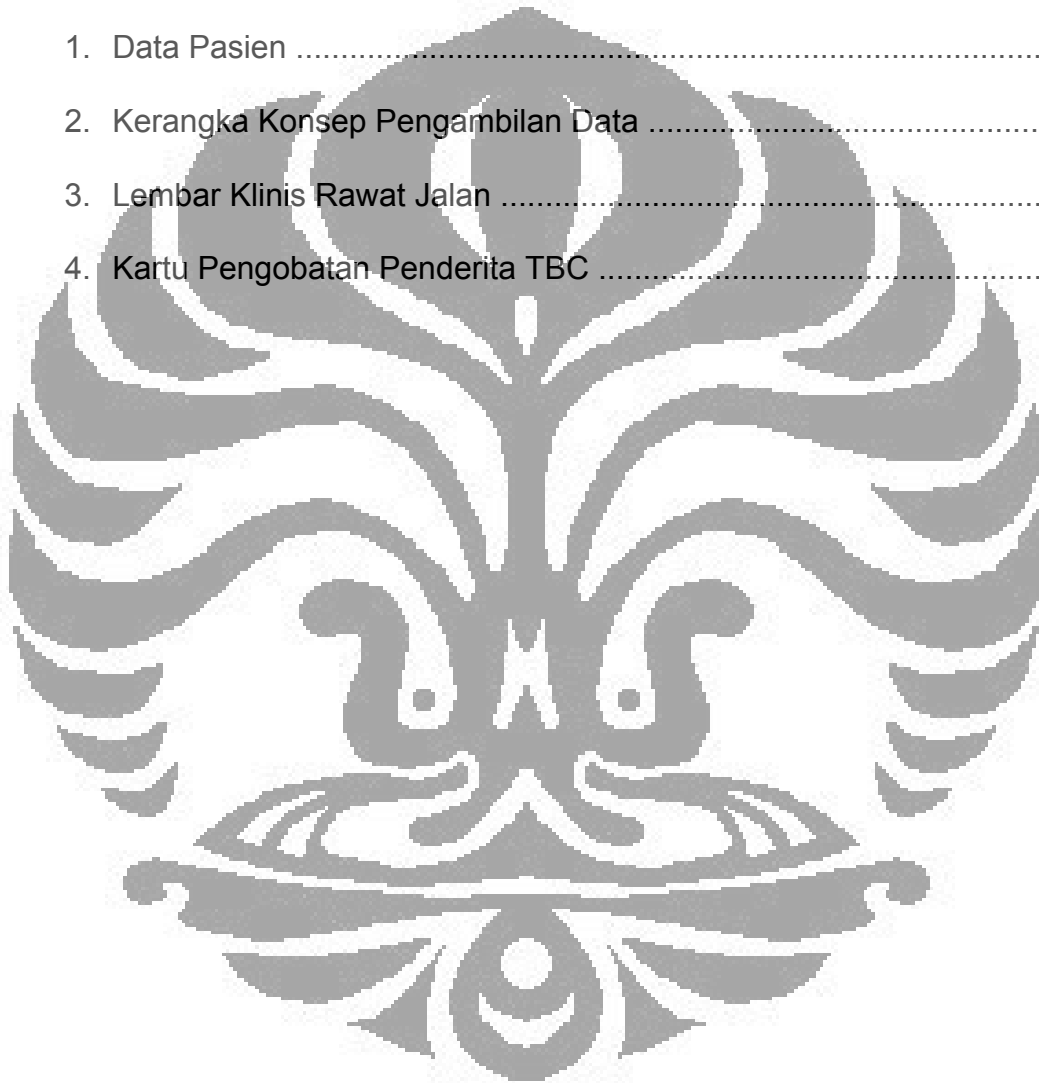 1. Data Pasien ...............................................................................................
2. Kerangka Konsep Pengambilan Data ....................................................
3. Lembar Klinis Rawat Jalan ......................................................................
4. Kartu Pengobatan Penderita TBC ...........................................................